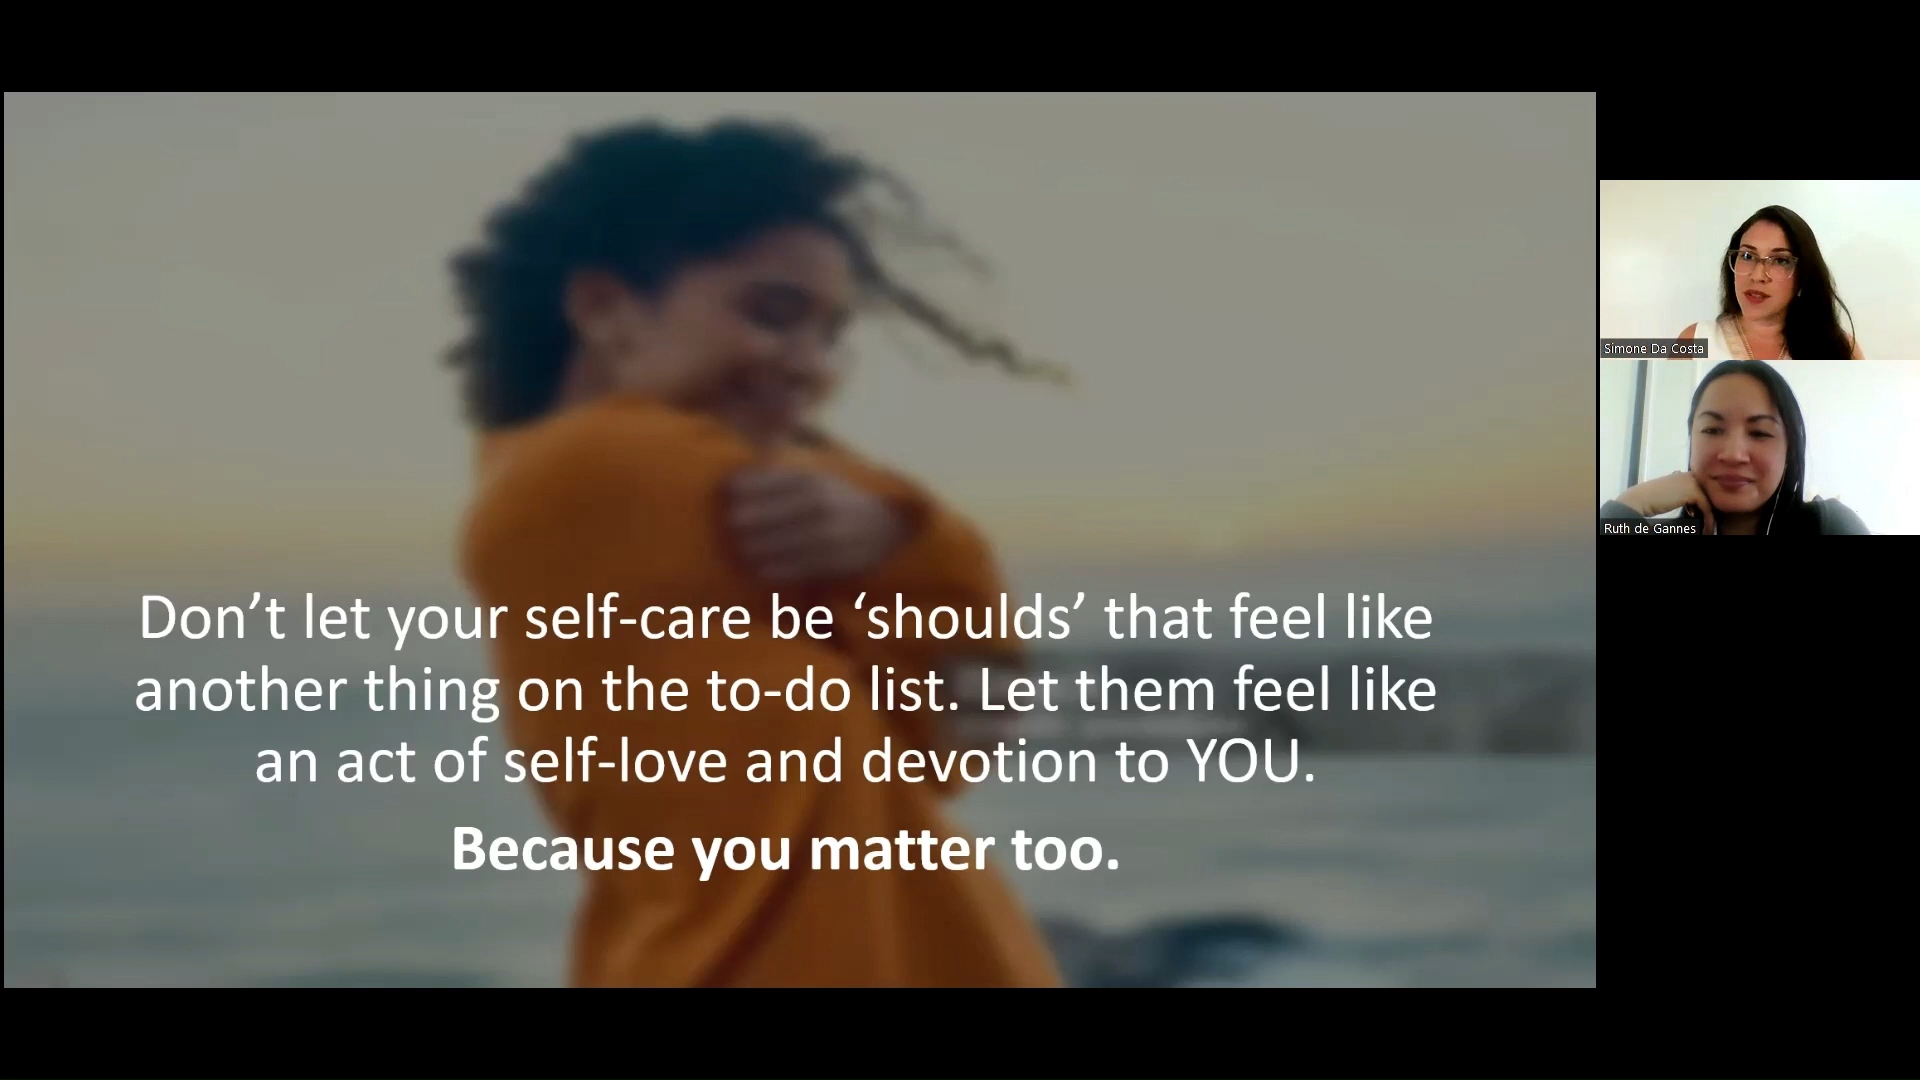 Don’t let your self-care be ‘shoulds’ that feel like
another thing on the to-do list. Let them feel like
an act of self-love and devotion to YOU.
Because you matter too.
Simone Da Costa
Ruth de Gannes